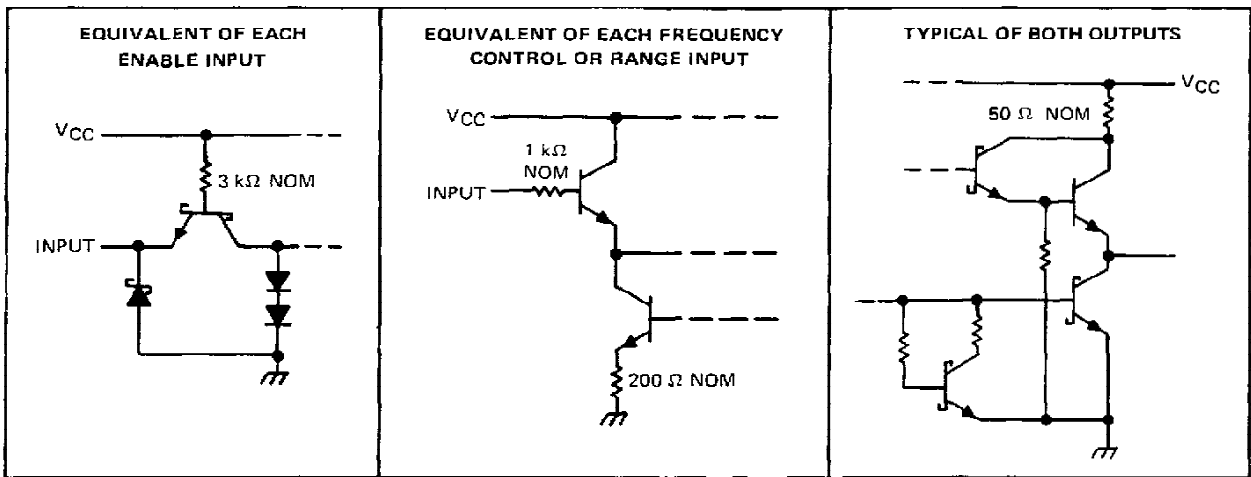 EQUIVALENT OF EACH
ENABLE INPUT
VCC
3 kΩ NOM
INPUT
EQUIVALENT OF EACH FREQUENCY
CONTROL OR RANGE INPUT
VCC
1 kΩ
NOM
INPUT
200 Ω NOM
TYPICAL OF BOTH OUTPUTS
VCC
50 Ω NOM